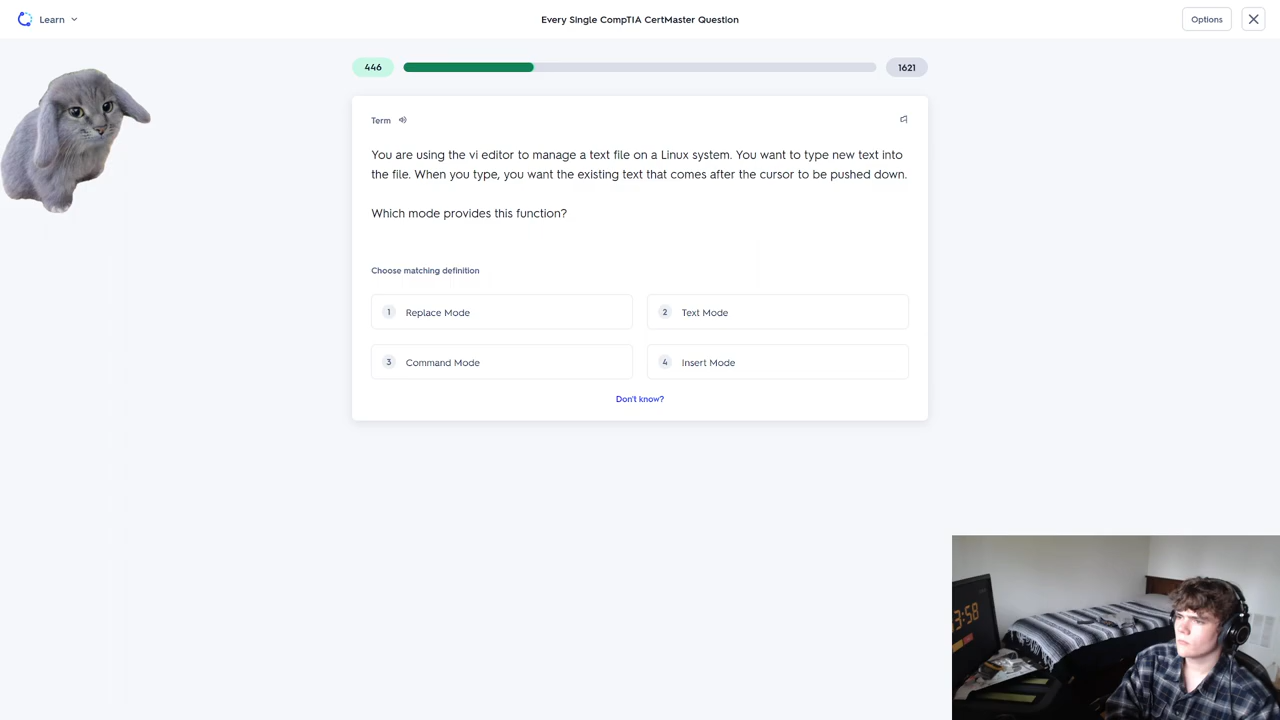 Learn
Every Single CompTIA CertMaster Question
Options
446
1621
Term
You are using the vi editor to manage a text file on a Linux system. You want to type new text into
the file. When you type, you want the existing text that comes after the cursor to be pushed down.
Which mode provides this function?
Choose matching definition
1 Replace Mode
2 Text Mode
3 Command Mode
4 Insert Mode
Don't know?
3:58